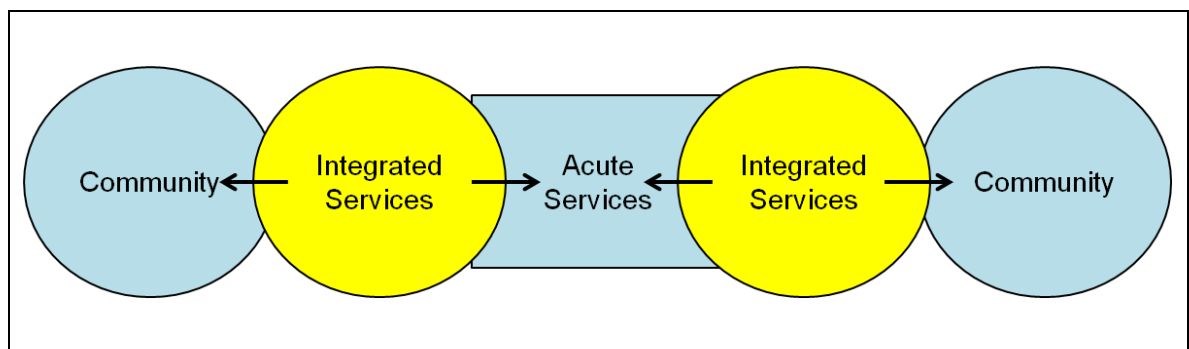 Community
Integrated
Services
Acute
Services
Integrated
Services
Community